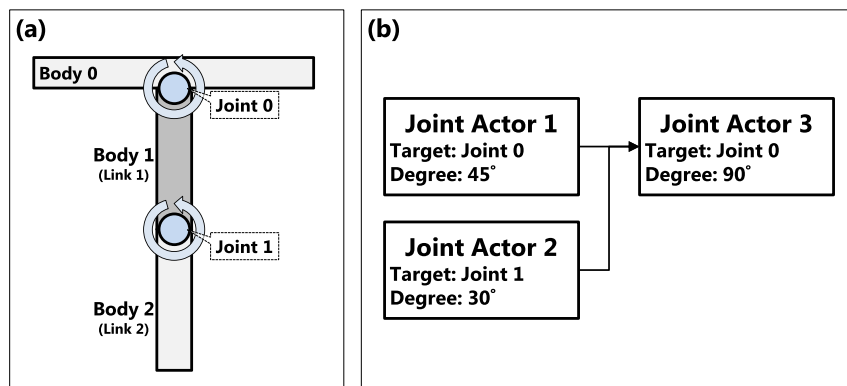 (a)
Body 0
Joint 0
Body 1
(Link 1)
Joint 1
Body 2
(Link 2)
(b)
Joint Actor 1
Target: Joint 0
Degree: 45°
Joint Actor 2
Target: Joint 1
Degree: 30°
Joint Actor 3
Target: Joint 0
Degree: 90°